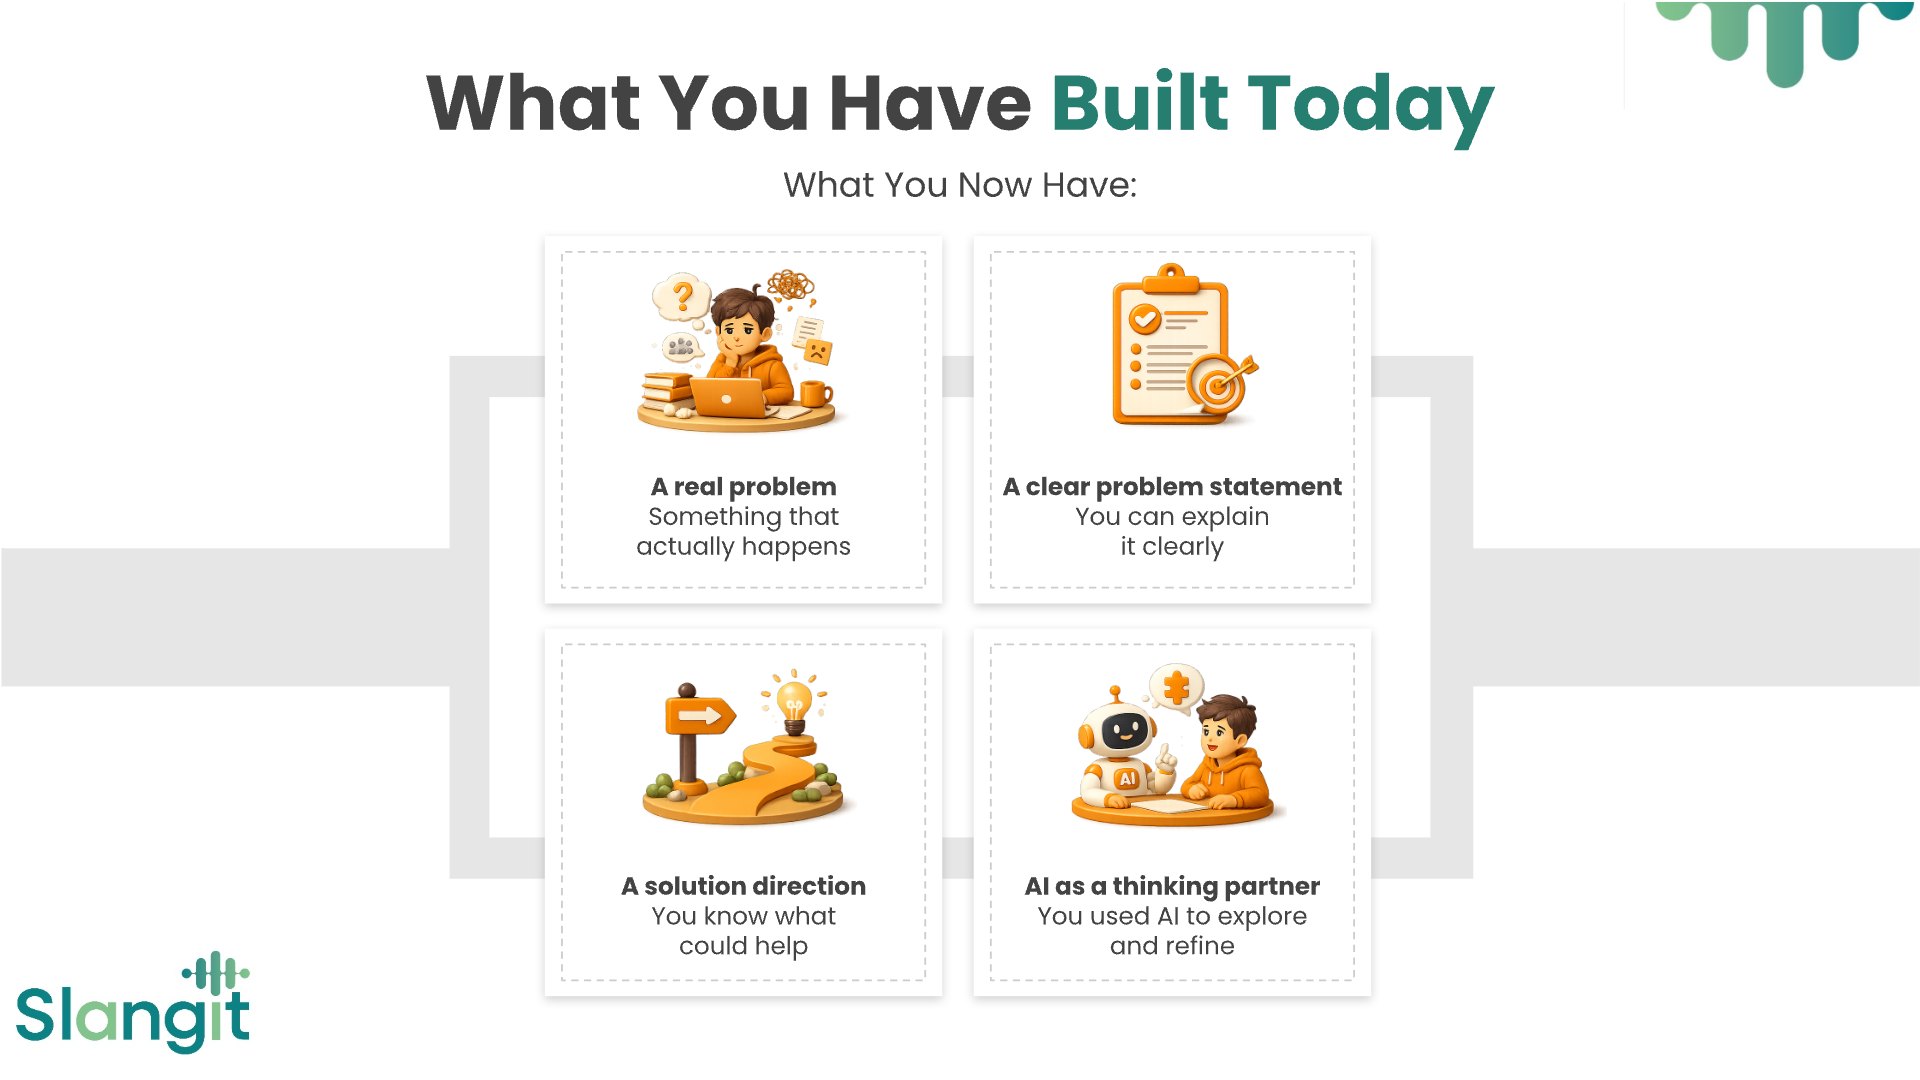 What You Have Built Today
What You Now Have:
?
A real problem
Something that
actually happens
A clear problem statement
You can explain
it clearly
A solution direction
You know what
could help
AI
AI as a thinking partner
You used AI to explore
and refine
Slangit